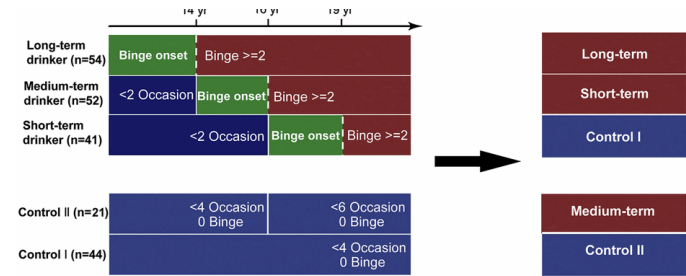 14 yr yr 19 yr
Long-term
drinker (n=54)
Binge onset
Binge >=2
Medium-term
drinker (n=52)
<2 Occasion
Binge onset
Binge >=2
Short-term
drinker (n=41)
<2 Occasion
Binge onset
Binge >=2
Control II (n=21)
<4 Occasion
0 Binge
<6 Occasion
0 Binge
Control I (n=44)
<4 Occasion
0 Binge
Long-term
Short-term
Control I
Medium-term
Control II